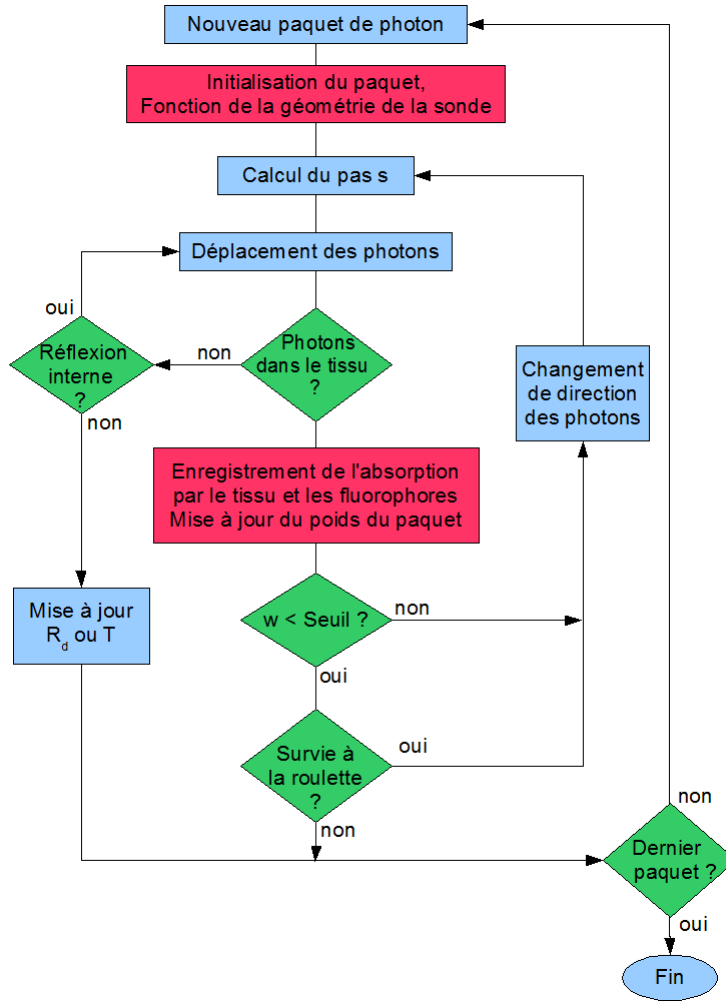 Nouveau paquet de photon
Initialisation du paquet,
Fonction de la géométrie de la sonde
Calcul du pas s
Déplacement des photons
oui
Réflexion
interne
?
non
non
Photons
dans le tissu
?
Changement
de direction
des photons
Enregistrement de l'absorption
par le tissu et les fluorophores
Mise à jour du poids du paquet
Mise à jour
R_d ou T
w < Seuil ?
non
oui
Survie à
la roulette
?
oui
non
non
Dernier
paquet ?
oui
Fin